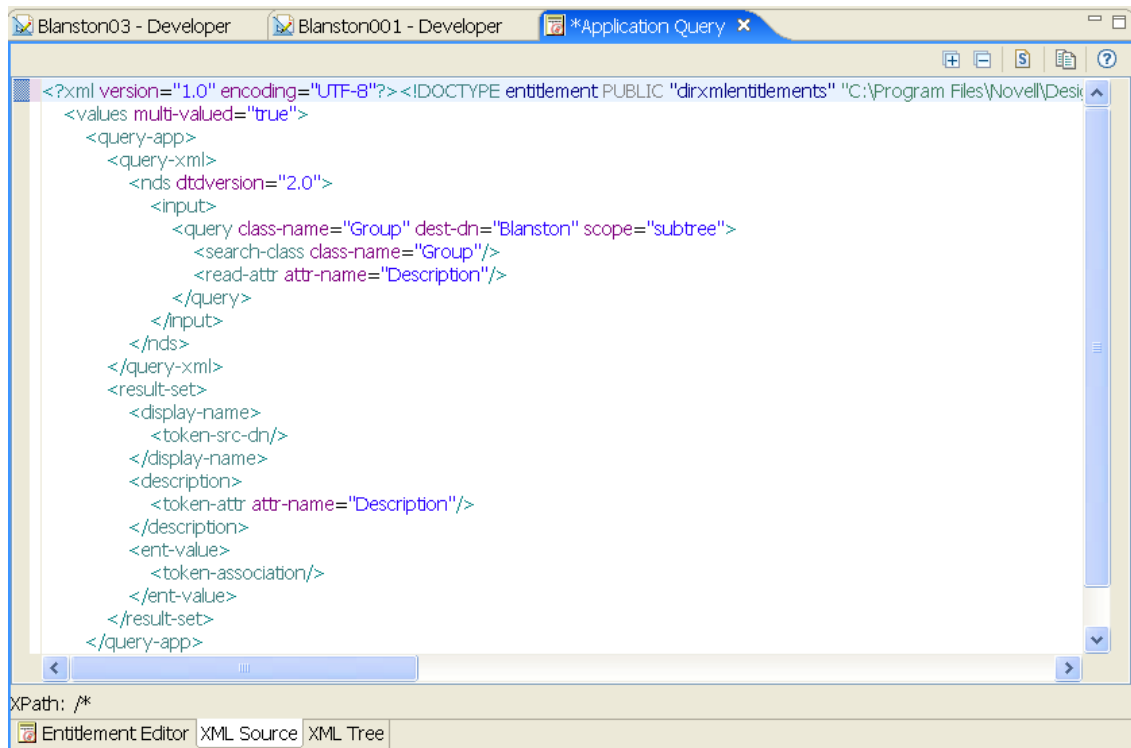 Blanston03 - Developer Blanston001 - Developer *Application Query
<?xml version="1.0" encoding="UTF-8"?><!DOCTYPE entitlement PUBLIC "dirxmlentitlements" "C:\Program Files\Novell\Desi
<values multi-valued="true">
<query-app>
<query-xml>
<nds dtdversion="2.0">
<input>
<query class-name="Group" dest-dn="Blanston" scope="subtree">
<search-class class-name="Group"/>
<read-attr attr-name="Description"/>
</query>
</input>
</nds>
</query-xml>
<result-set>
<display-name>
<token-src-dn/>
</display-name>
<description>
<token-attr attr-name="Description"/>
</description>
<ent-value>
<token-association/>
</ent-value>
</result-set>
</query-app>
XPath: /*
Entitlement Editor XML Source XML Tree